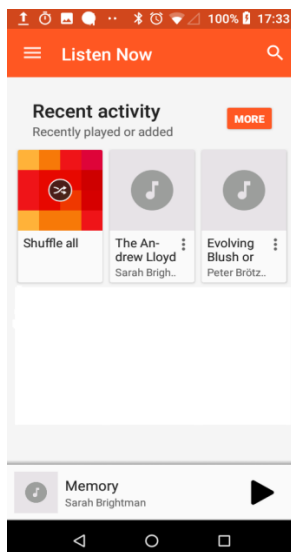 100% 17:33
Listen Now
Recent activity
Recently played or added
MORE
Shuffle all
The An-
drew Lloyd
Sarah Brigh..
Evolving
Blush or
Peter Brötz..
Memory
Sarah Brightman